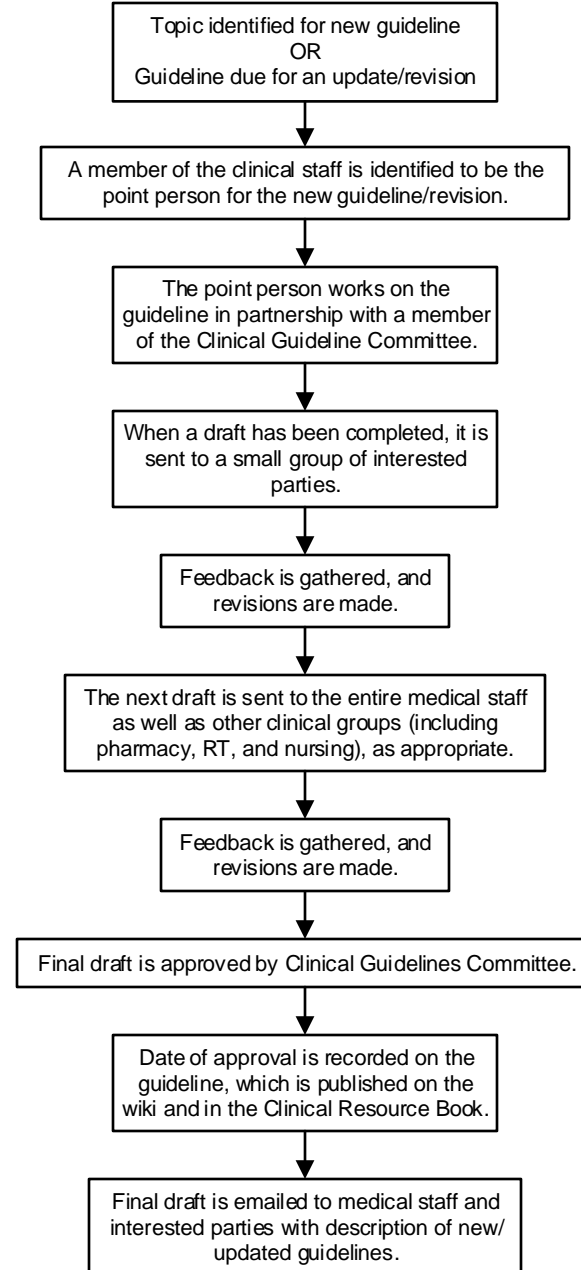 Topic identified for new guideline
OR
Guideline due for an update/revision
A member of the clinical staff is identified to be the
point person for the new guideline/revision.
The point person works on the
guideline in partnership with a member
of the Clinical Guideline Committee.
When a draft has been completed, it is
sent to a small group of interested
parties.
Feedback is gathered, and
revisions are made.
The next draft is sent to the entire medical staff
as well as other clinical groups (including
pharmacy, RT, and nursing), as appropriate.
Feedback is gathered, and
revisions are made.
Final draft is approved by Clinical Guidelines Committee.
Date of approval is recorded on the
guideline, which is published on the
wiki and in the Clinical Resource Book.
Final draft is emailed to medical staff and
interested parties with description of new/
updated guidelines.